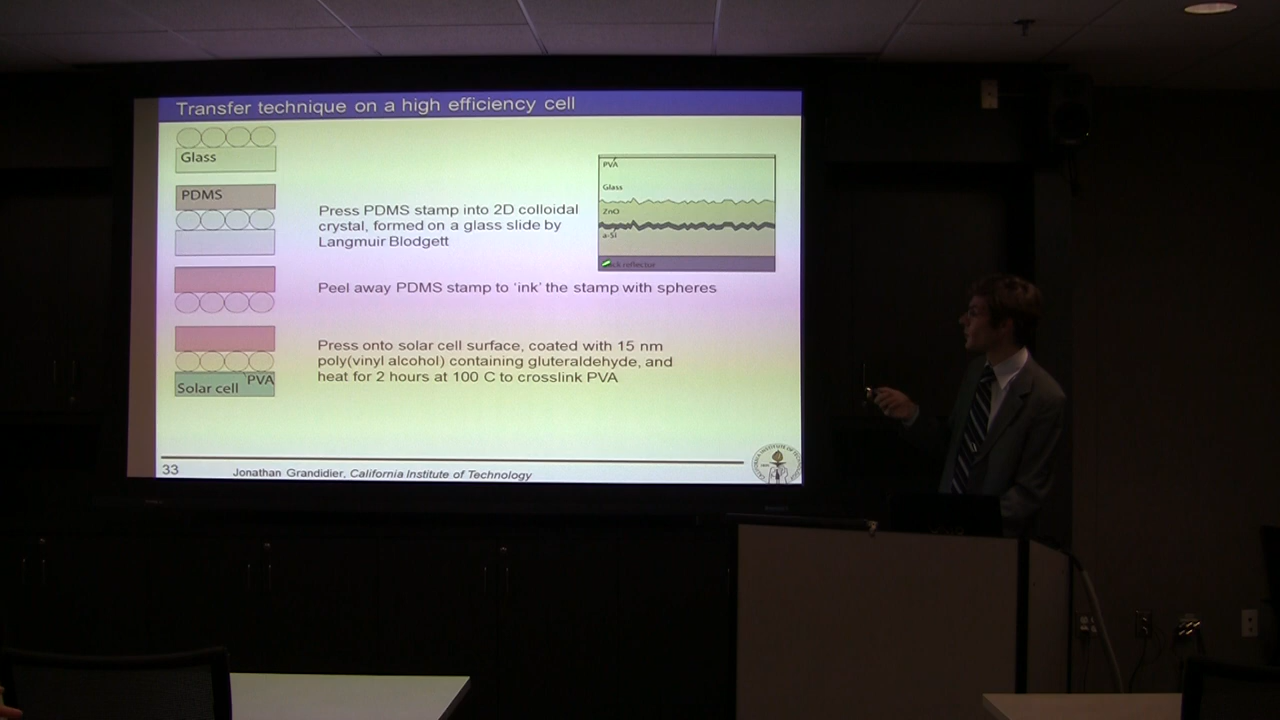 Transfer technique on a high efficiency cell
Glass
PDMS
Press PDMS stamp into 2D colloidal
crystal, formed on a glass slide by
Langmuir Blodgett
PVA
Glass
ZnO
a-Si
reflector
Peel away PDMS stamp to 'ink' the stamp with spheres
Press onto solar cell surface, coated with 15 nm
poly(vinyl alcohol) containing gluteraldehyde, and
heat for 2 hours at 100 C to crosslink PVA
PVA
Solar cell
33
Jonathan Grandidier, California Institute of Technology